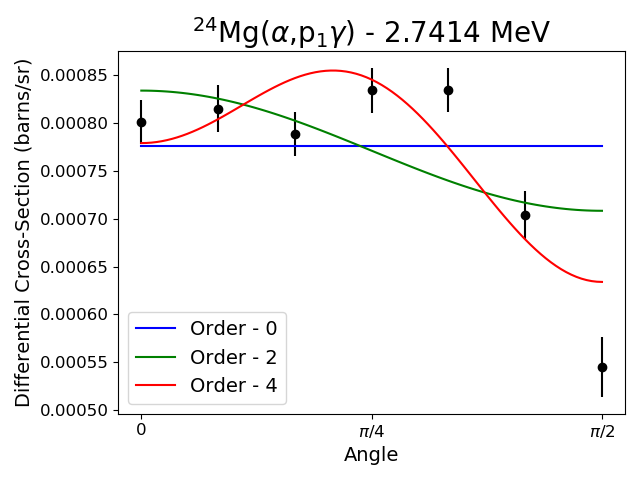 ²⁴Mg(α,p₁γ) - 2.7414 MeV
Differential Cross-Section (barns/sr)
0.00085
0.00080
0.00075
0.00070
0.00065
0.00060
0.00055
0.00050
Order - 0
Order - 2
Order - 4
0
π/4
π/2
Angle